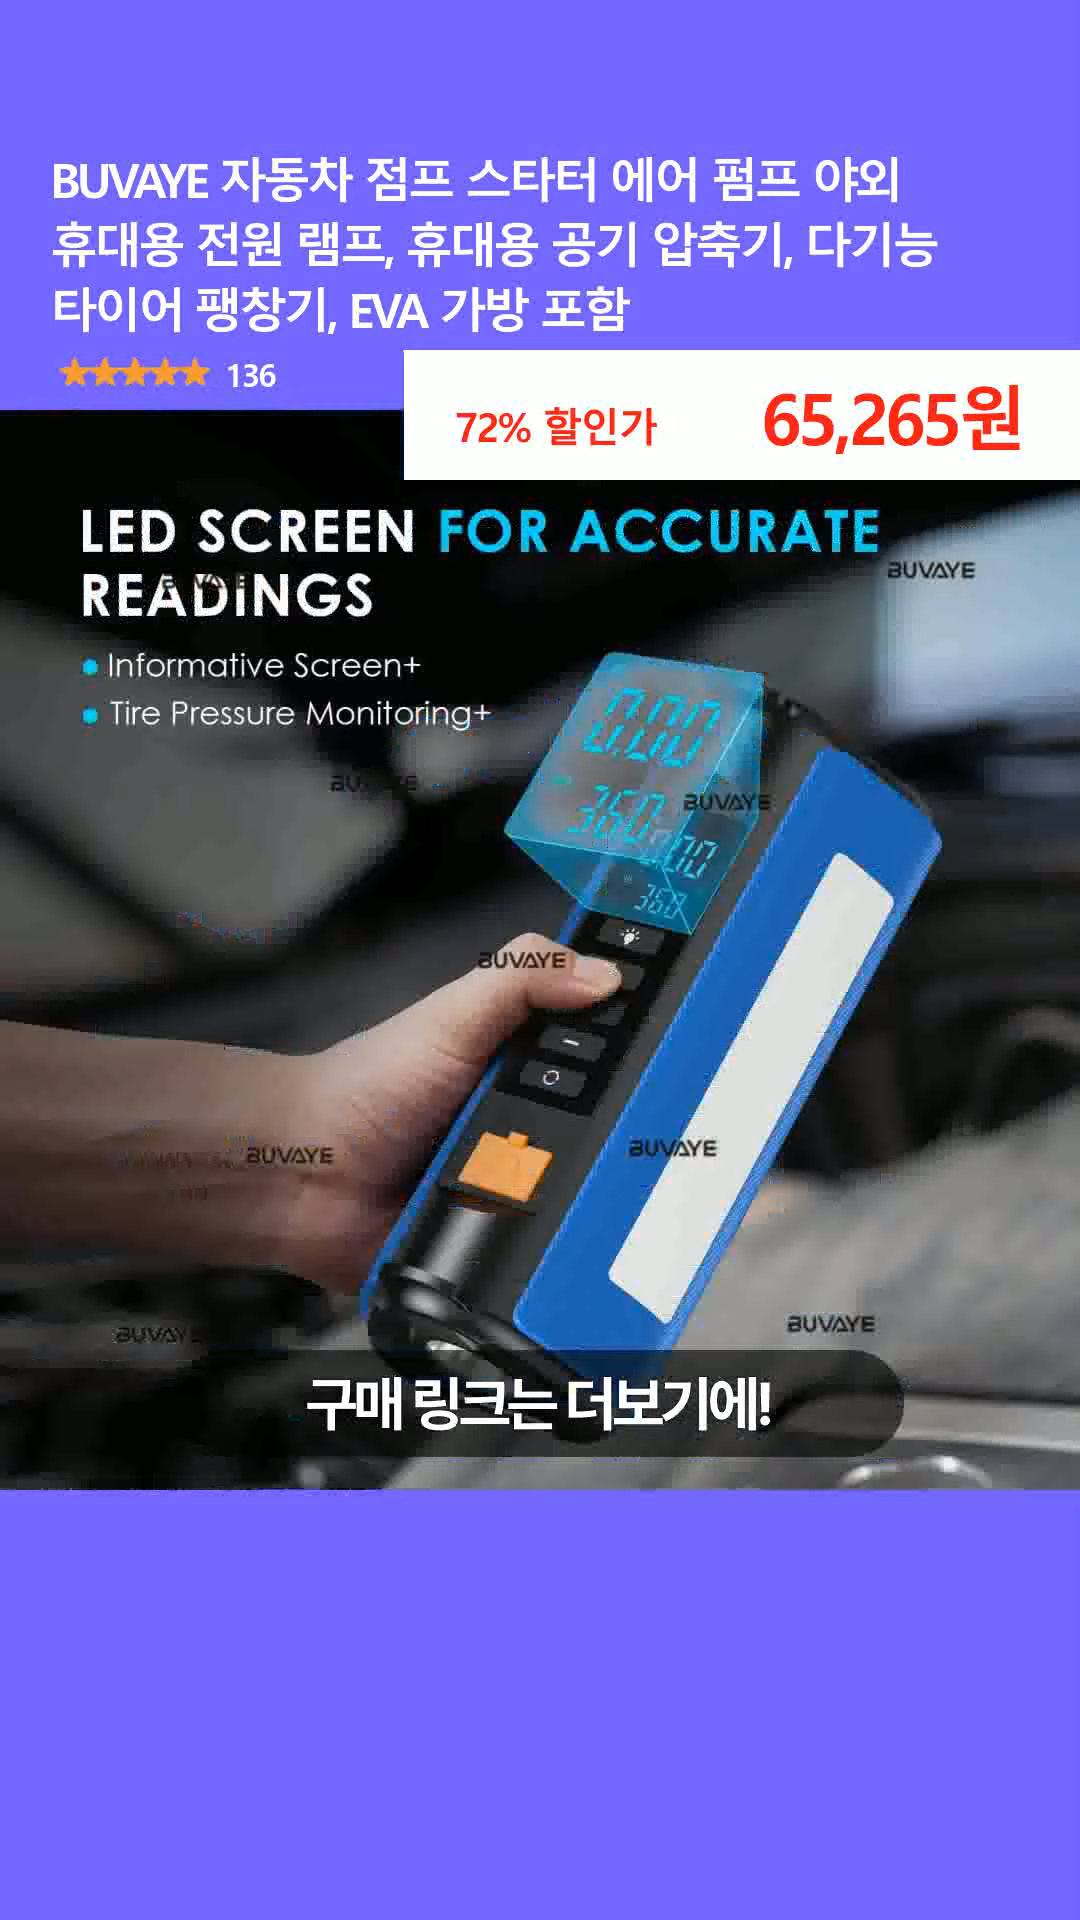 BUVAYE 자동차 점프 스타터 에어 펌프 야외
휴대용 전원 램프, 휴대용 공기 압축기, 다기능
타이어 팽창기, EVA 가방 포함
136
72% 할인가 65,265원
LED SCREEN FOR ACCURATE
READINGS
Informative Screen+
Tire Pressure Monitoring+
BUVAYE
BUVAYE
BUVAYE
0.00
360
0.00
360
BUVAYE
BUVAYE
BUVAYE
BUVAYE
BUVAYE
구매 링크는 더보기에!